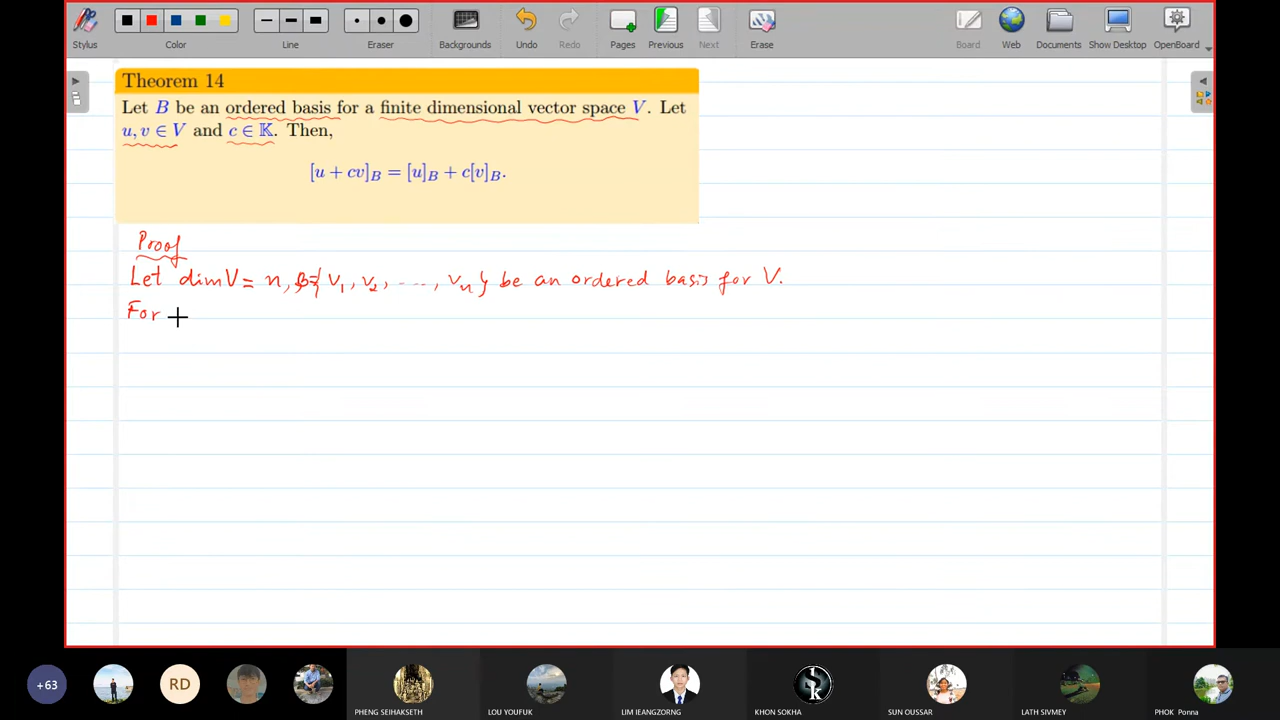 Stylus Color Line Eraser Backgrounds Undo Redo Pages Previous Next Erase Board Web Documents Show Desktop OpenBoard
Theorem 14
Let B be an ordered basis for a finite dimensional vector space V. Let
u, v ∈ V and c ∈ 𝕂. Then,
[u + cv]_B = [u]_B + c[v]_B.
Proof
Let dim V = n, B = { v₁, v₂, ...., vₙ } be an ordered basis for V.
For
+63 RD
PHENG SEIHAKSETH LOU YOUFUK LIM IEANGZORNG KHON SOKHA SUN OUSSAR LATH SIVMEY PHOK Ponna